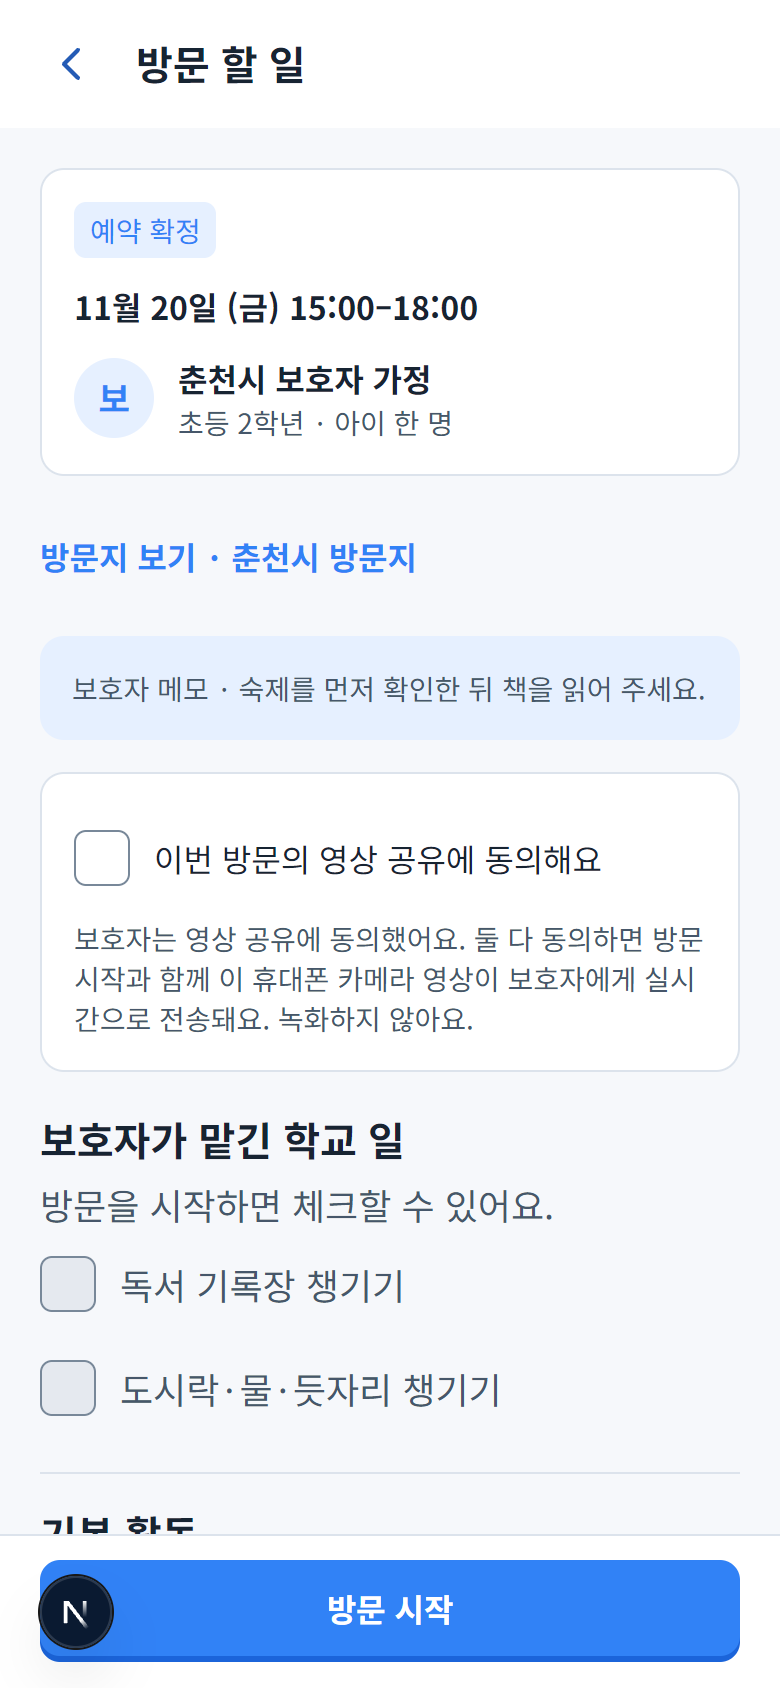 방문 할 일
예약 확정
11월 20일 (금) 15:00–18:00
보
춘천시 보호자 가정
초등 2학년 · 아이 한 명
방문지 보기 · 춘천시 방문지
보호자 메모 · 숙제를 먼저 확인한 뒤 책을 읽어 주세요.
이번 방문의 영상 공유에 동의해요
보호자는 영상 공유에 동의했어요. 둘 다 동의하면 방문
시작과 함께 이 휴대폰 카메라 영상이 보호자에게 실시
간으로 전송돼요. 녹화하지 않아요.
보호자가 맡긴 학교 일
방문을 시작하면 체크할 수 있어요.
독서 기록장 챙기기
도시락·물·돗자리 챙기기
기본 활동
방문 시작
N